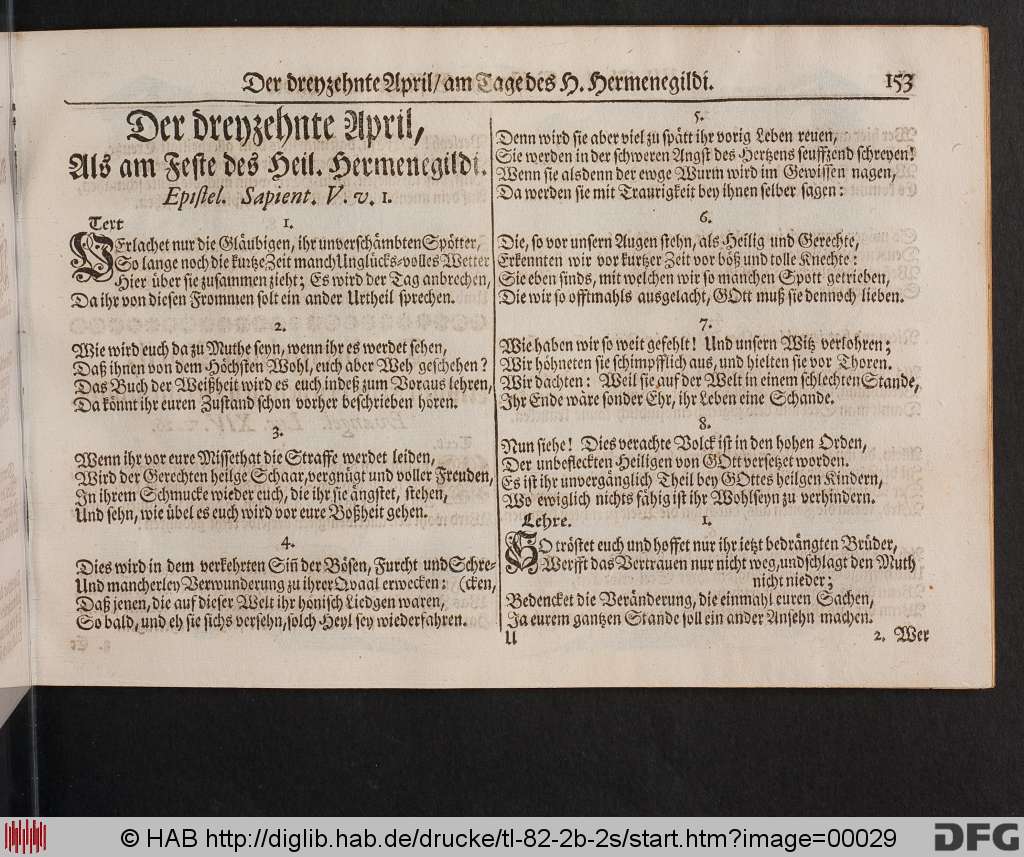 Der dreyzehnte April/ am Tage des H. Hermenegildi.
153
Der dreyzehnte April,
Als am Feste des Heil. Hermenegildi.
Epistel. Sapient. V. v. 1.
Text 1.
VErlachet nur die Gläubigen, ihr unverschämbten Spötter,
So lange noch die kurtze Zeit manch Unglücks-volles Wetter
Hier über sie zusammen zieht; Es wird der Tag anbrechen,
Da ihr von diesen Frommen solt ein ander Urtheil sprechen.
2.
Wie wird euch da zu Muthe seyn, wenn ihr es werdet sehen,
Daß ihnen von dem Höchsten Wohl, euch aber Weh geschehen?
Das Buch der Weißheit wird es euch indeß zum Voraus lehren,
Da könnt ihr euren Zustand schon vorher beschrieben hören.
3.
Wenn ihr vor eure Missethat die Straffe werdet leiden,
Wird der Gerechten heilge Schaar, vergnügt und voller Freuden,
In ihrem Schmucke wieder euch, die ihr sie ängstet, stehen,
Und sehn, wie übel es euch wird vor eure Boßheit gehen.
4.
Dies wird in dem verkehrten Siñ der Bösen, Furcht und Schre-
Und mancherley Verwunderung zu ihrer Qvaal erwecken: (cken,
Daß jenen, die auf dieser Welt ihr hönisch Liedgen waren,
So bald, und eh sie sichs versehn, solch Heyl sey wiederfahren.
5.
Denn wird sie aber viel zu spätt ihr vorig Leben reuen,
Sie werden in der schweren Angst des Hertzens seuffzend schreyen!
Wenn sie alsdenn der ewge Wurm wird im Gewissen nagen,
Da werden sie mit Traurigkeit bey ihnen selber sagen:
6.
Die, so vor unsern Augen stehn, als Heilig und Gerechte,
Erkennten wir vor kurtzer Zeit vor böß und tolle Knechte:
Sie eben sinds, mit welchen wir so manchen Spott getrieben,
Die wir so offtmahls ausgelacht, GOtt muß sie dennoch lieben.
7.
Wie haben wir so weit gefehlt! Und unsern Witz verlohren;
Wir höhneten sie schimpfflich aus, und hielten sie vor Thoren.
Wir dachten: Weil sie auf der Welt in einem schlechten Stande,
Ihr Ende wäre sonder Ehr, ihr Leben eine Schande.
8.
Nun siehe! Dies verachte Volck ist in den hohen Orden,
Der unbefleckten Heiligen von GOtt versetzet worden.
Es ist ihr unvergänglich Theil bey GOttes heilgen Kindern,
Wo ewiglich nichts fähig ist ihr Wohlseyn zu verhindern.
Lehre. 1.
SO tröstet euch und hoffet nur ihr ietzt bedrängten Brüder,
Werfft das Vertrauen nur nicht weg, und schlagt den Muth
nicht nieder;
Bedencket die Veränderung, die einmahl euren Sachen,
Ja eurem gantzen Stande soll ein ander Ansehn machen.
U
2. Wer
© HAB http://diglib.hab.de/drucke/tl-82-2b-2s/start.htm?image=00029
DFG